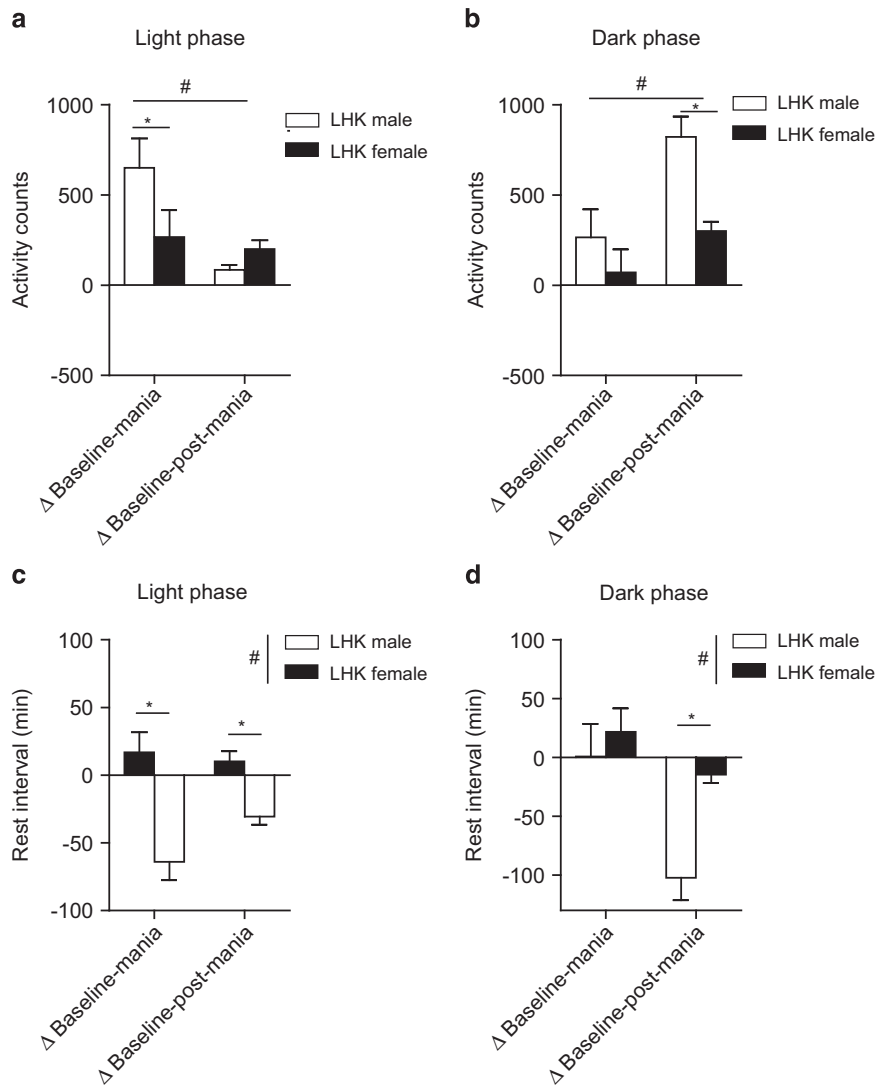 a
Light phase
#
*
1000
500
0
-500
Activity counts
LHK male
LHK female
Δ Baseline-mania
Δ Baseline-post-mania
b
Dark phase
#
*
1000
500
0
-500
Activity counts
LHK male
LHK female
Δ Baseline-mania
Δ Baseline-post-mania
c
Light phase
100
50
0
-50
-100
Rest interval (min)
*
*
#
LHK male
LHK female
Δ Baseline-mania
Δ Baseline-post-mania
d
Dark phase
100
50
0
-50
-100
Rest interval (min)
*
#
LHK male
LHK female
Δ Baseline-mania
Δ Baseline-post-mania